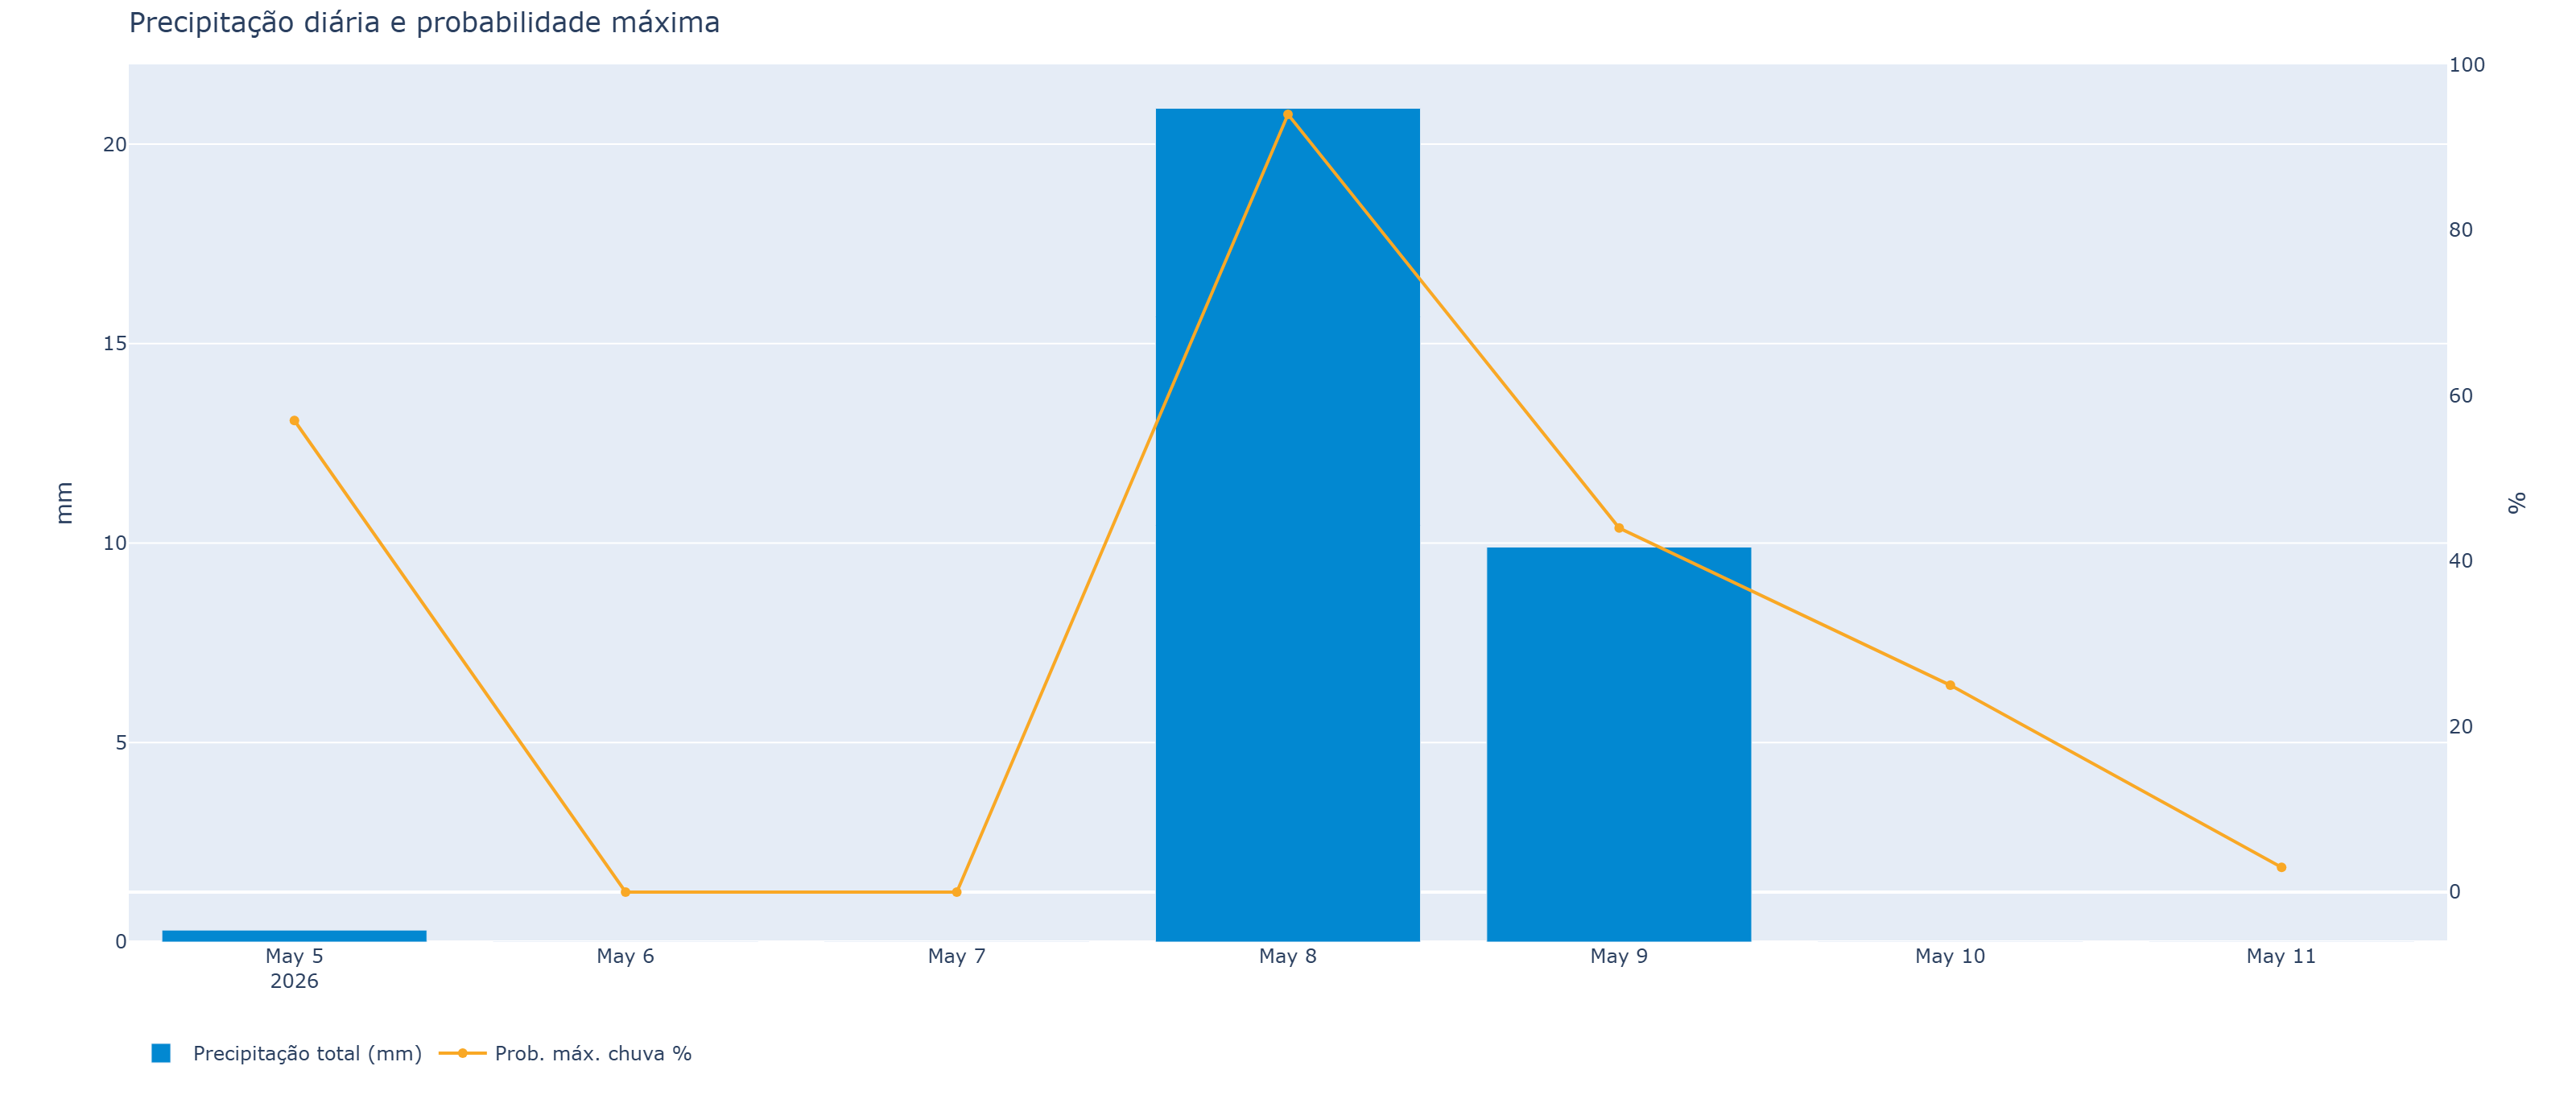 Precipitação diária e probabilidade máxima
mm
20
15
10
5
0
100
80
60
40
20
0
%
May 5
2026
May 6
May 7
May 8
May 9
May 10
May 11
Precipitação total (mm)
Prob. máx. chuva %